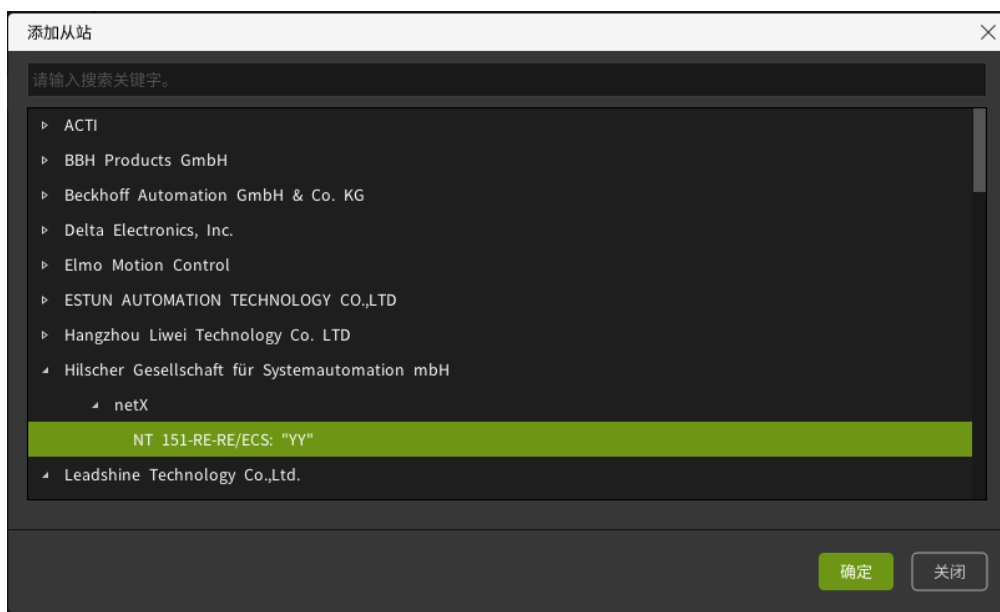 添加从站
请输入搜索关键字。
ACTI
BBH Products GmbH
Beckhoff Automation GmbH & Co. KG
Delta Electronics, Inc.
Elmo Motion Control
ESTUN AUTOMATION TECHNOLOGY CO.,LTD
Hangzhou Liwei Technology Co. LTD
Hilscher Gesellschaft für Systemautomation mbH
netX
NT 151-RE-RE/ECS: "YY"
Leadshine Technology Co.,Ltd.
确定 关闭